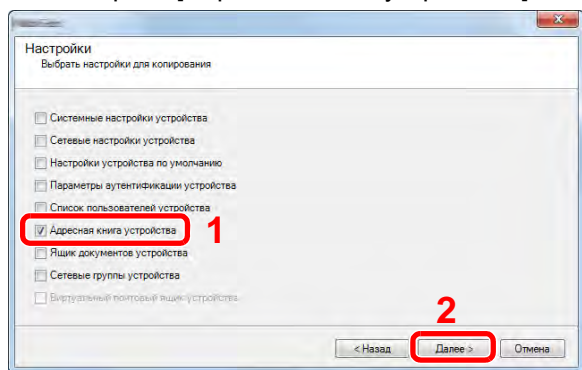 Настройки
Выбрать настройки для копирования
Системные настройки устройства
Сетевые настройки устройства
Настройки устройства по умолчанию
Параметры аутентификации устройства
Список пользователей устройства
Адресная книга устройства
1
Ящик документов устройства
Сетевые группы устройства
Виртуальный почтовый ящик устройства
2
< Назад
Далее >
Отмена